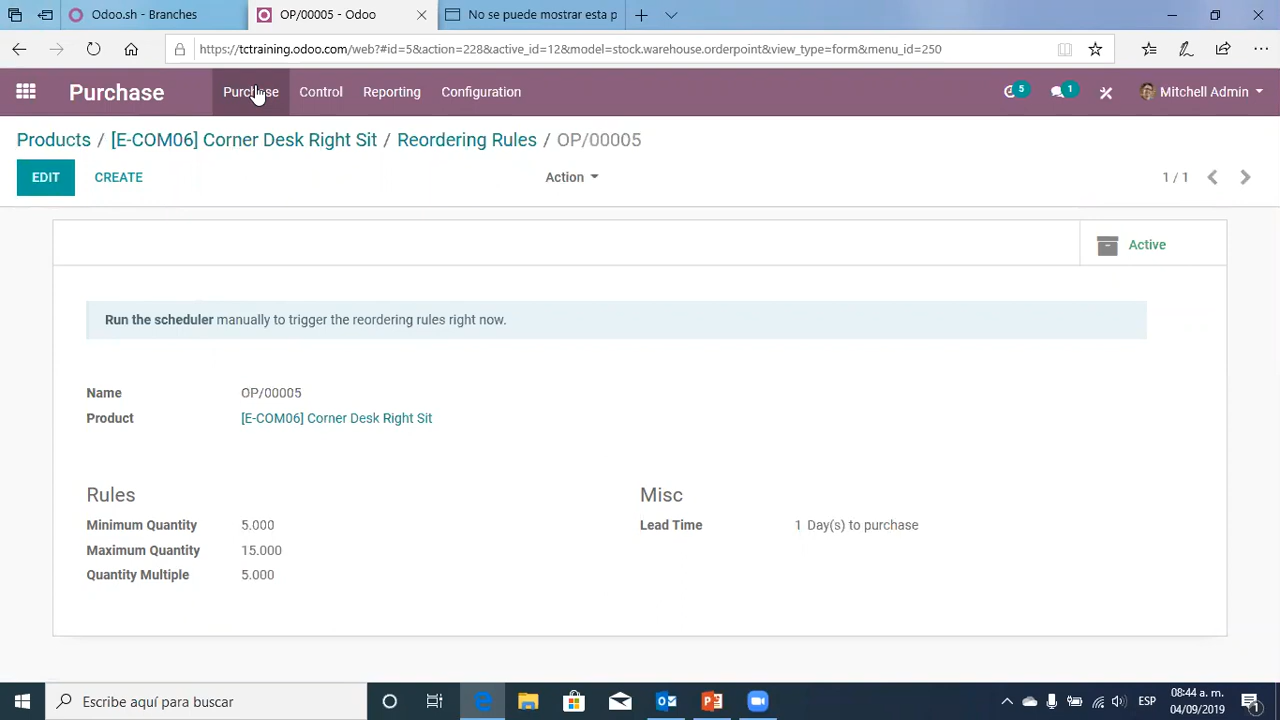 Odoo.sh - Branches
OP/00005 - Odoo
No se puede mostrar esta p
https://tctraining.odoo.com/web?#id=5&action=228&active_id=12&model=stock.warehouse.orderpoint&view_type=form&menu_id=250
Purchase
Purchase
Control
Reporting
Configuration
5
1
Mitchell Admin
Products / [E-COM06] Corner Desk Right Sit / Reordering Rules / OP/00005
EDIT
CREATE
Action
1 / 1
Active
Run the scheduler manually to trigger the reordering rules right now.
Name OP/00005
Product [E-COM06] Corner Desk Right Sit
Rules
Minimum Quantity 5.000
Maximum Quantity 15.000
Quantity Multiple 5.000
Misc
Lead Time 1 Day(s) to purchase
Escribe aquí para buscar
ESP
08:44 a. m.
04/09/2019
1